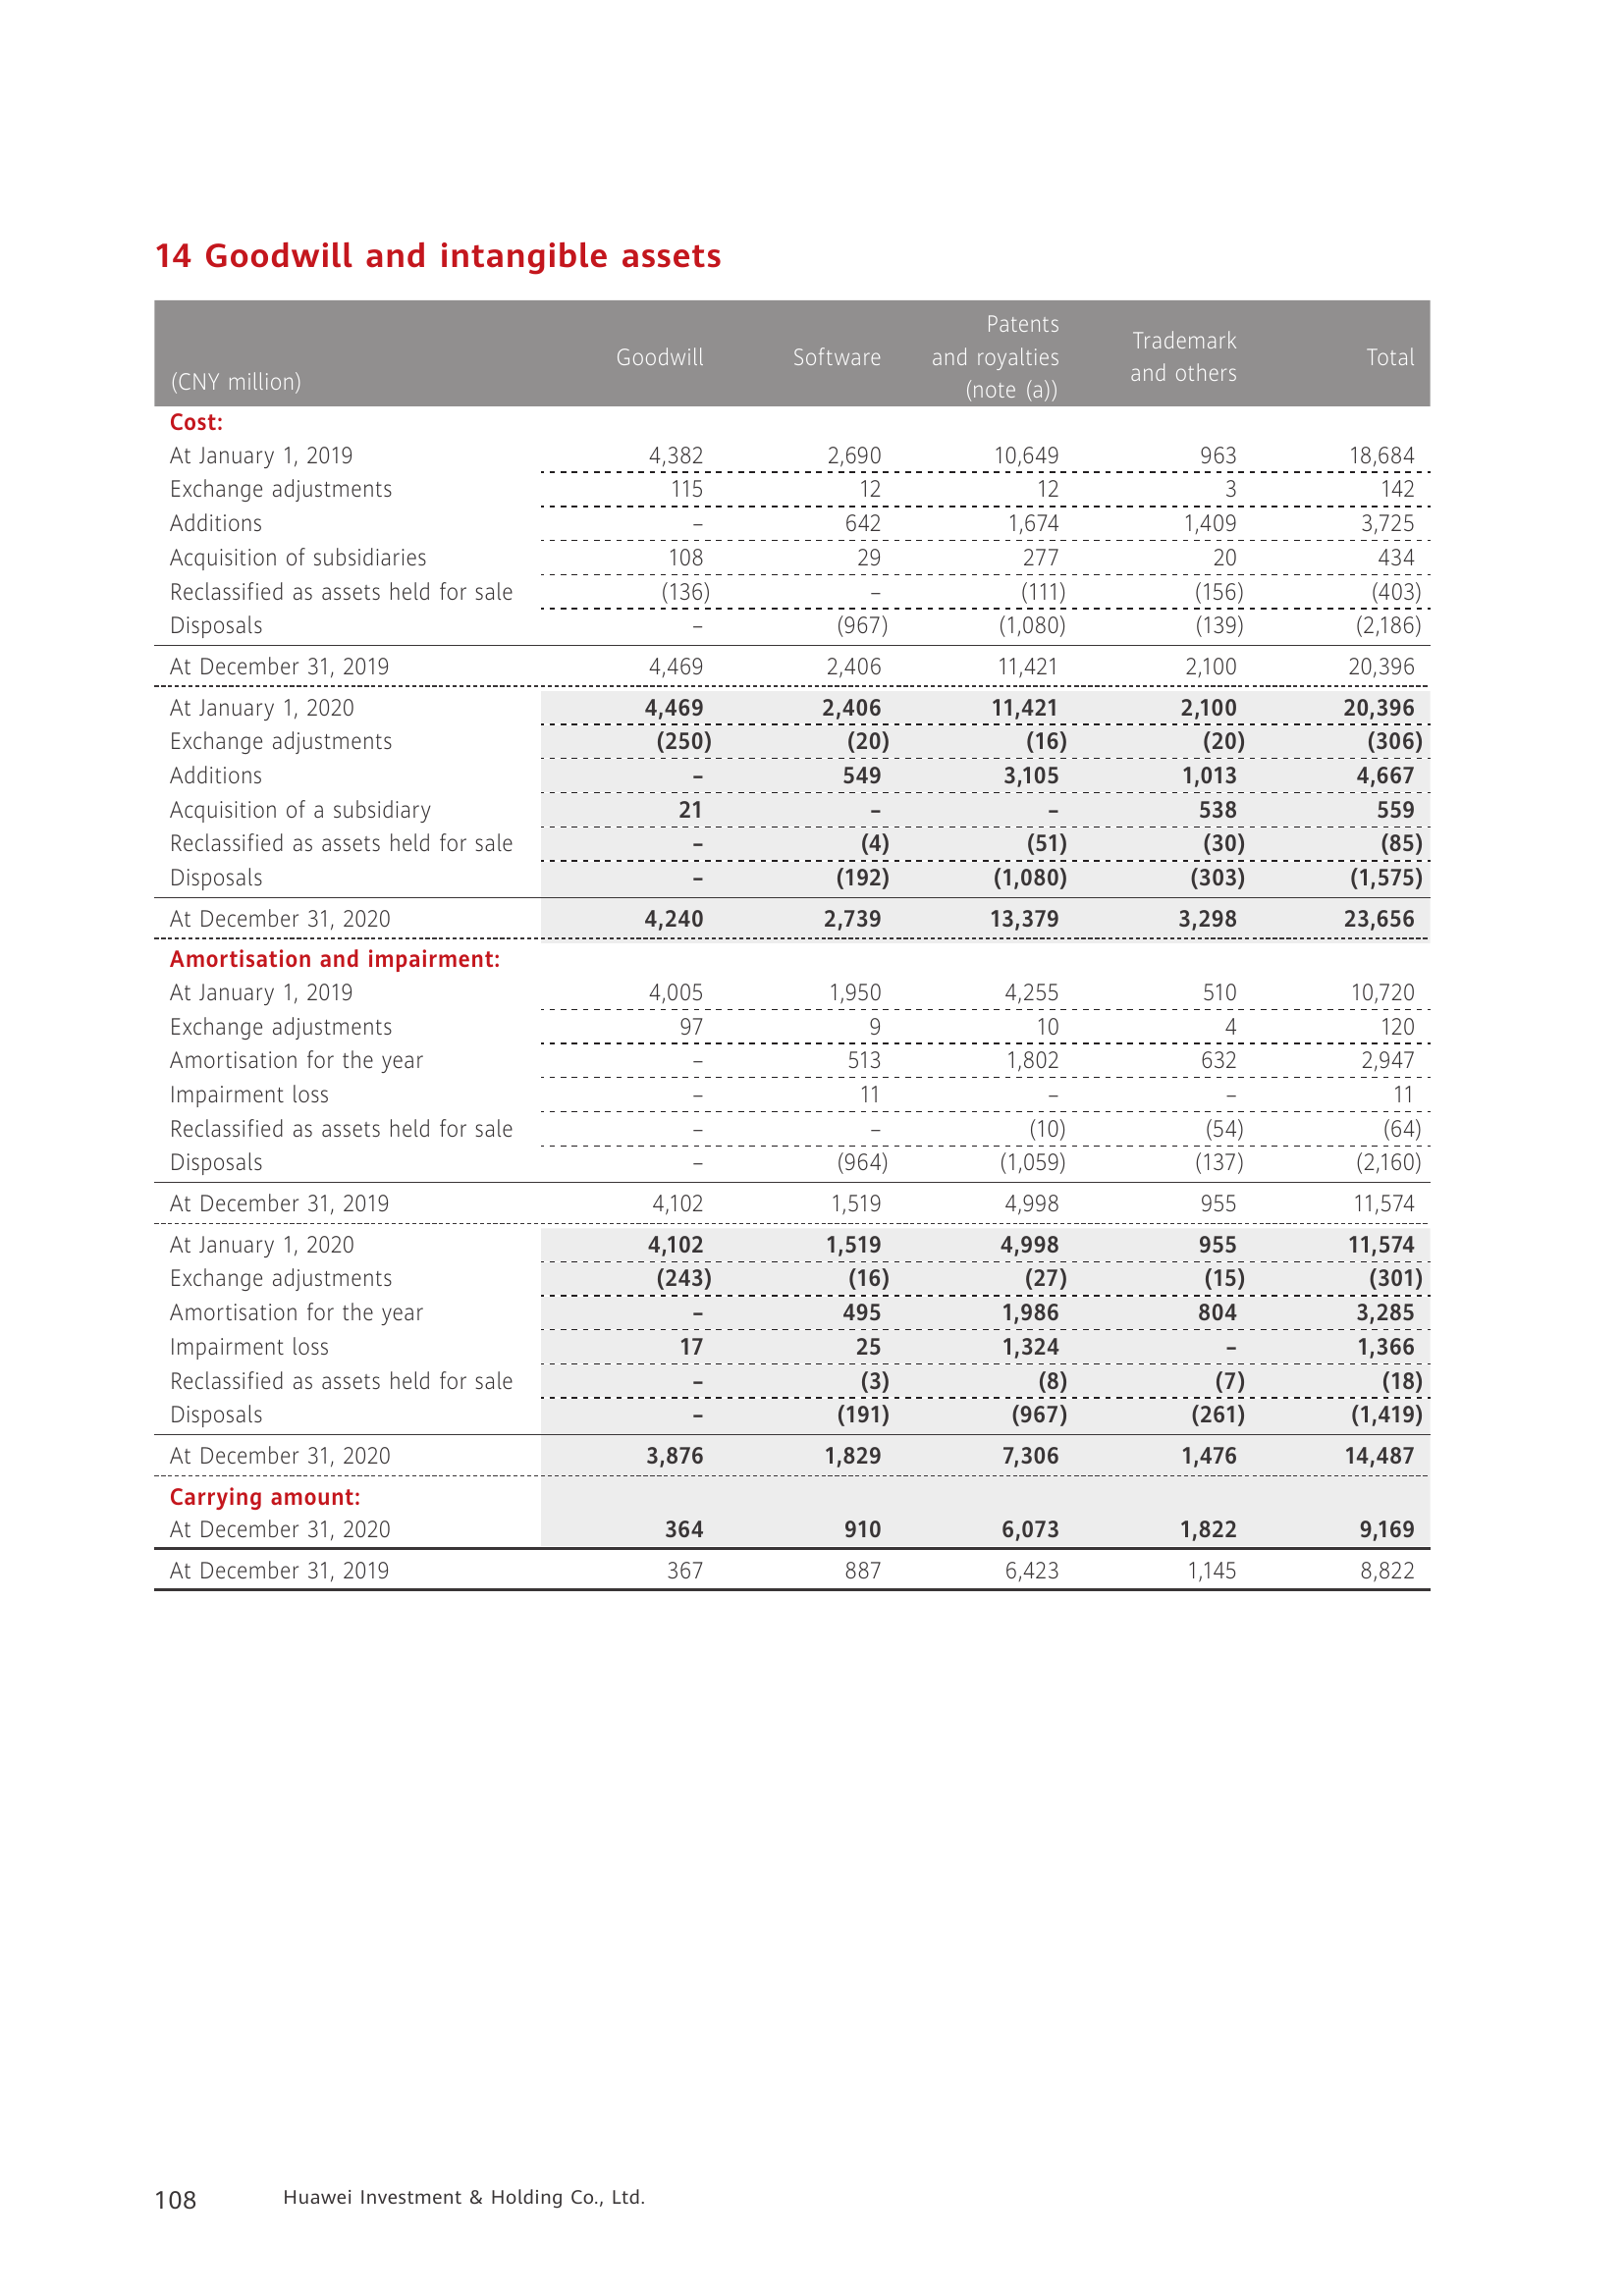 14 Goodwill and intangible assets
(CNY million) Goodwill Software Patents and royalties (note (a)) Trademark and others Total
Cost:
At January 1, 2019 4,382 2,690 10,649 963 18,684
Exchange adjustments 115 12 12 3 142
Additions – 642 1,674 1,409 3,725
Acquisition of subsidiaries 108 29 277 20 434
Reclassified as assets held for sale (136) – (111) (156) (403)
Disposals – (967) (1,080) (139) (2,186)
At December 31, 2019 4,469 2,406 11,421 2,100 20,396
At January 1, 2020 4,469 2,406 11,421 2,100 20,396
Exchange adjustments (250) (20) (16) (20) (306)
Additions – 549 3,105 1,013 4,667
Acquisition of a subsidiary 21 – – 538 559
Reclassified as assets held for sale – (4) (51) (30) (85)
Disposals – (192) (1,080) (303) (1,575)
At December 31, 2020 4,240 2,739 13,379 3,298 23,656
Amortisation and impairment:
At January 1, 2019 4,005 1,950 4,255 510 10,720
Exchange adjustments 97 9 10 4 120
Amortisation for the year – 513 1,802 632 2,947
Impairment loss – 11 – – 11
Reclassified as assets held for sale – – (10) (54) (64)
Disposals – (964) (1,059) (137) (2,160)
At December 31, 2019 4,102 1,519 4,998 955 11,574
At January 1, 2020 4,102 1,519 4,998 955 11,574
Exchange adjustments (243) (16) (27) (15) (301)
Amortisation for the year – 495 1,986 804 3,285
Impairment loss 17 25 1,324 – 1,366
Reclassified as assets held for sale – (3) (8) (7) (18)
Disposals – (191) (967) (261) (1,419)
At December 31, 2020 3,876 1,829 7,306 1,476 14,487
Carrying amount:
At December 31, 2020 364 910 6,073 1,822 9,169
At December 31, 2019 367 887 6,423 1,145 8,822
108 Huawei Investment & Holding Co., Ltd.